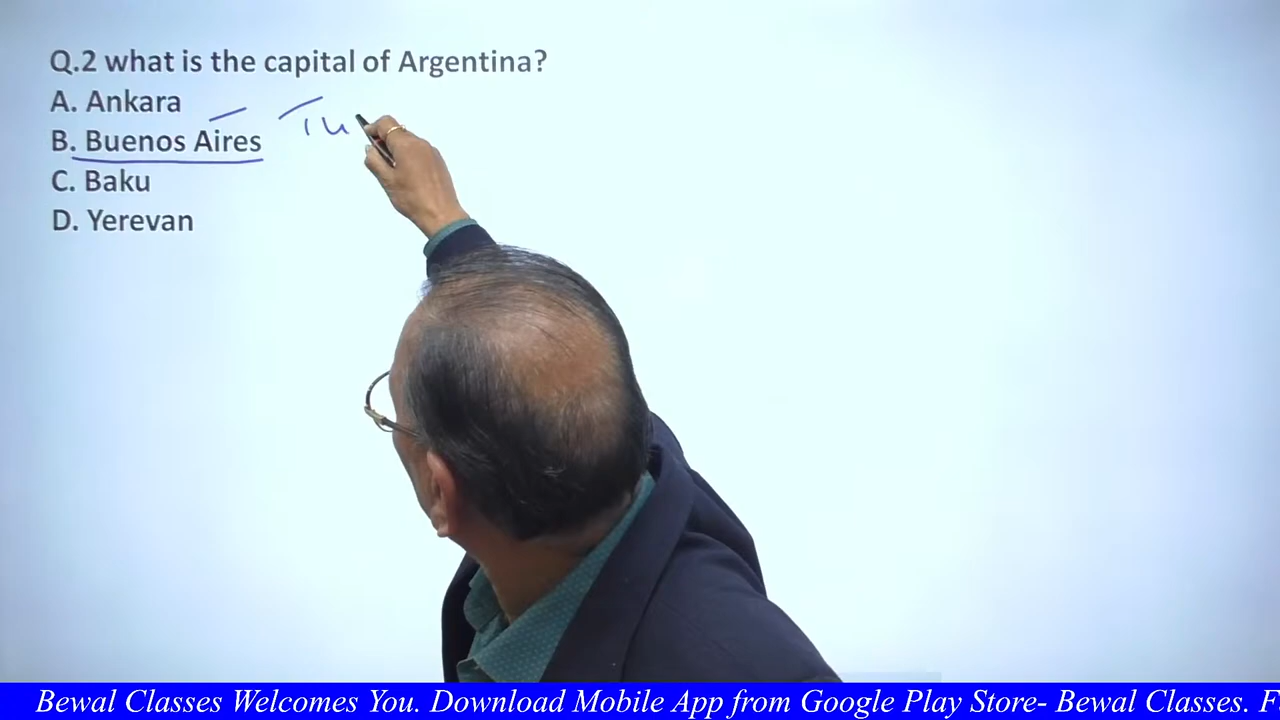 Q.2 what is the capital of Argentina?
A. Ankara
Tu
B. Buenos Aires
C. Baku
D. Yerevan
Bewal Classes Welcomes You. Download Mobile App from Google Play Store- Bewal Classes. F